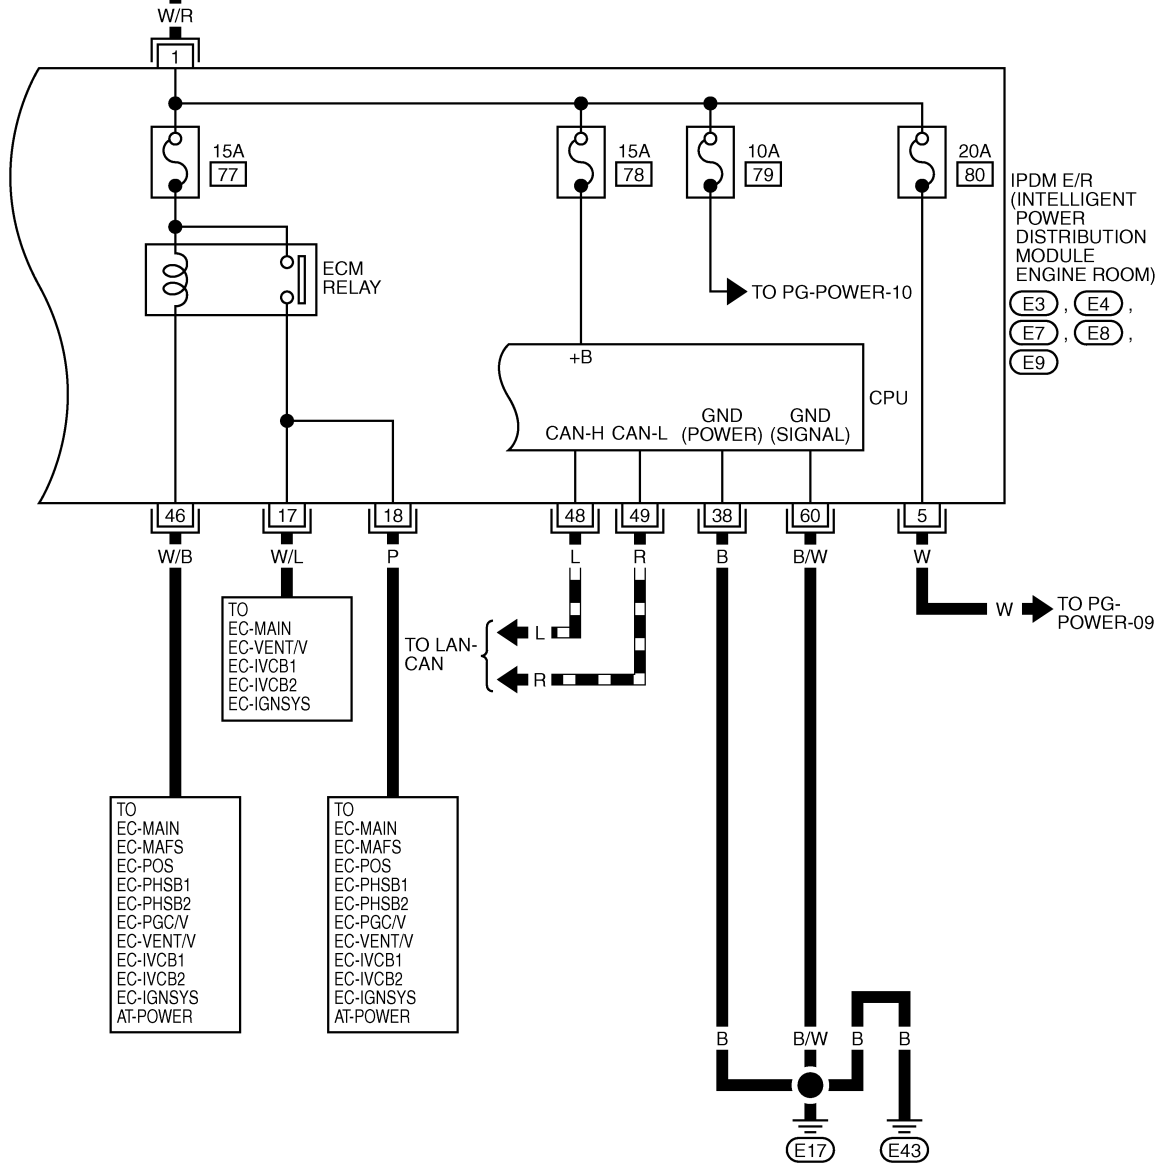 W/R
1
15A
77
15A
78
10A
79
20A
80
IPDM E/R
(INTELLIGENT
POWER
DISTRIBUTION
MODULE
ENGINE ROOM)
E3 , E4 ,
E7 , E8 ,
E9
ECM
RELAY
TO PG-POWER-10
+B
CPU
CAN-H
CAN-L
GND
(POWER)
GND
(SIGNAL)
46
17
18
48
49
38
60
5
W/B
W/L
P
L
R
B
B/W
W
TO
EC-MAIN
EC-VENT/V
EC-IVCB1
EC-IVCB2
EC-IGNSYS
TO LAN-
CAN
L
R
W
TO PG-
POWER-09
TO
EC-MAIN
EC-MAFS
EC-POS
EC-PHSB1
EC-PHSB2
EC-PGC/V
EC-VENT/V
EC-IVCB1
EC-IVCB2
EC-IGNSYS
AT-POWER
TO
EC-MAIN
EC-MAFS
EC-POS
EC-PHSB1
EC-PHSB2
EC-PGC/V
EC-VENT/V
EC-IVCB1
EC-IVCB2
EC-IGNSYS
AT-POWER
B
B/W
B
B
E17
E43